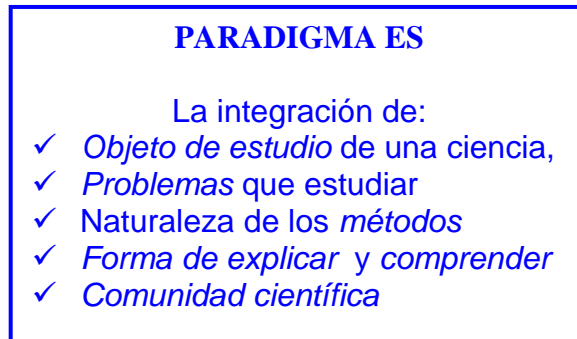 PARADIGMA ES
La integración de:
✓ Objeto de estudio de una ciencia,
✓ Problemas que estudiar
✓ Naturaleza de los métodos
✓ Forma de explicar y comprender
✓ Comunidad científica